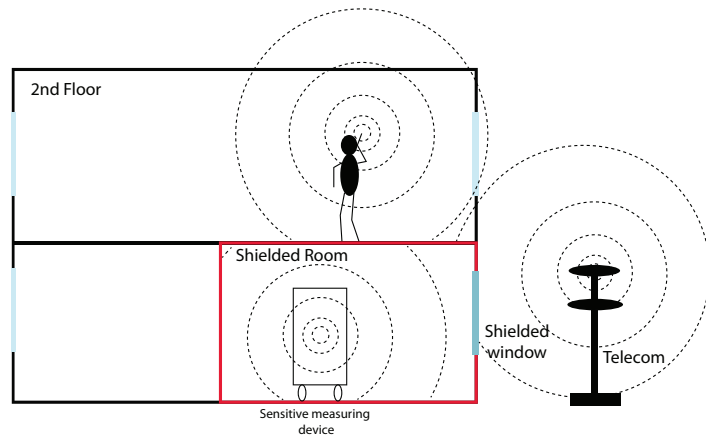 2nd Floor
Shielded Room
Shielded
window
Telecom
Sensitive measuring
device